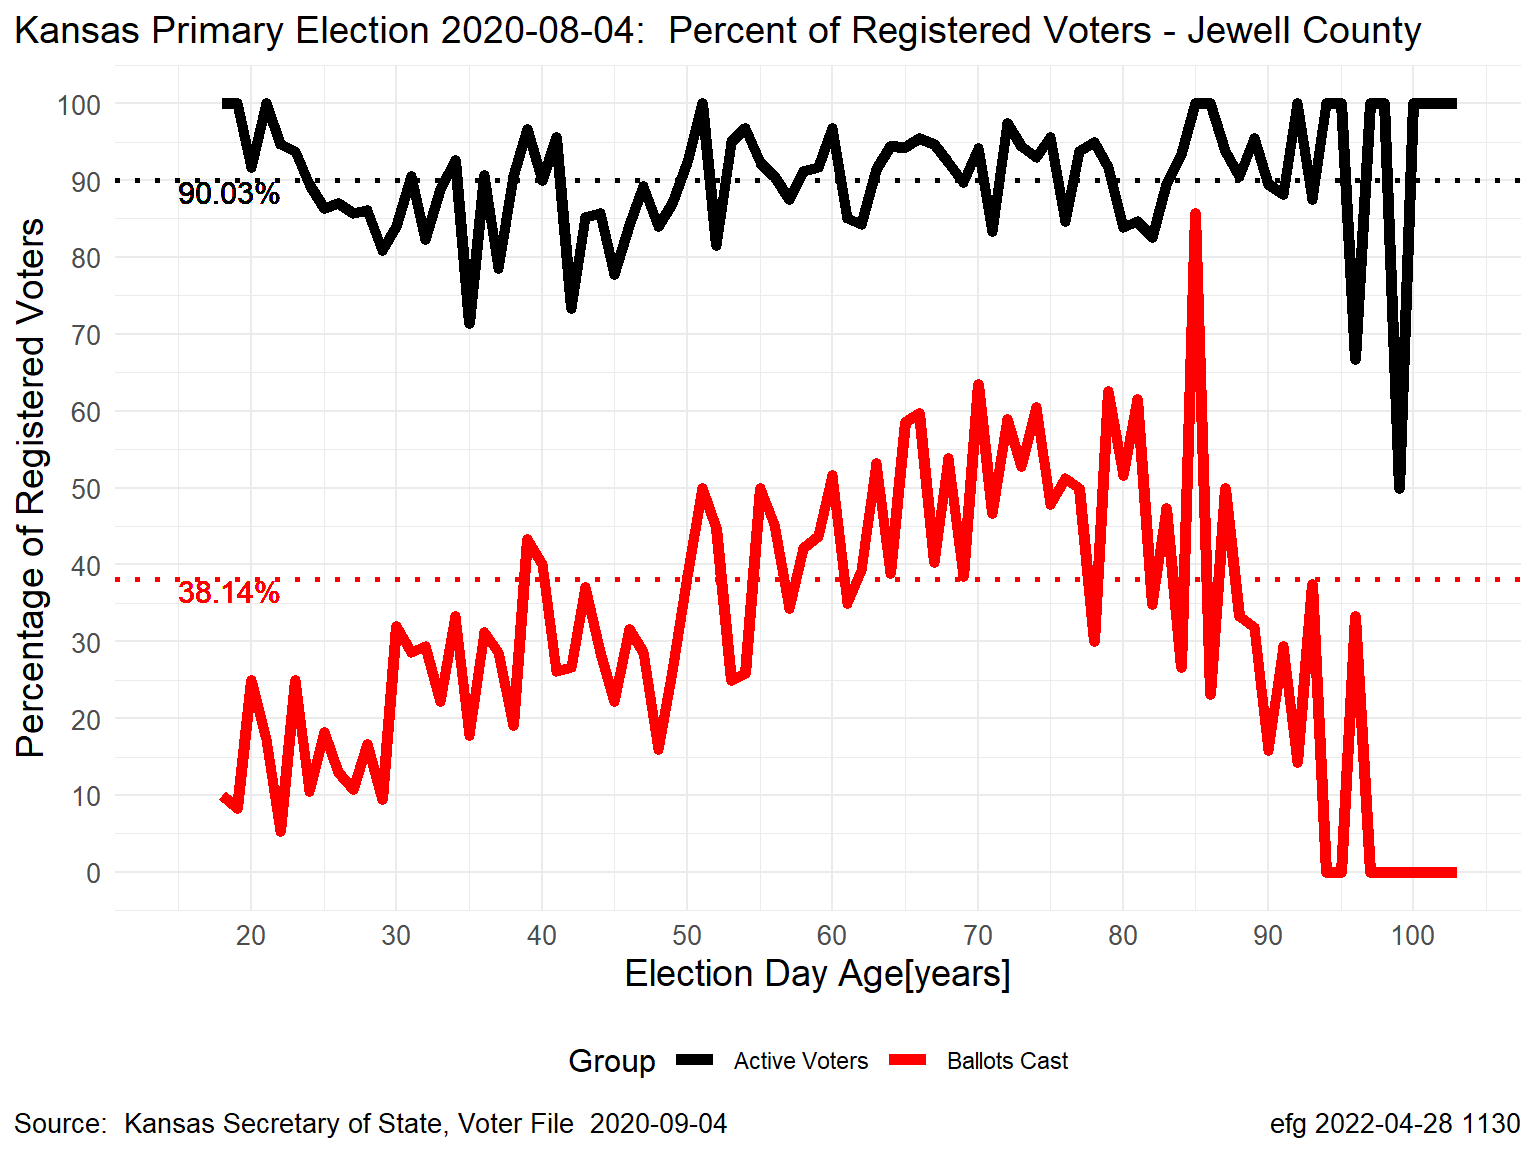 Kansas Primary Election 2020-08-04:  Percent of Registered Voters - Jewell County
Percentage of Registered Voters
100
90
80
70
60
50
40
30
20
10
0
90.03%
38.14%
20 30 40 50 60 70 80 90 100
Election Day Age[years]
Group Active Voters Ballots Cast
Source:  Kansas Secretary of State, Voter File  2020-09-04
efg 2022-04-28 1130